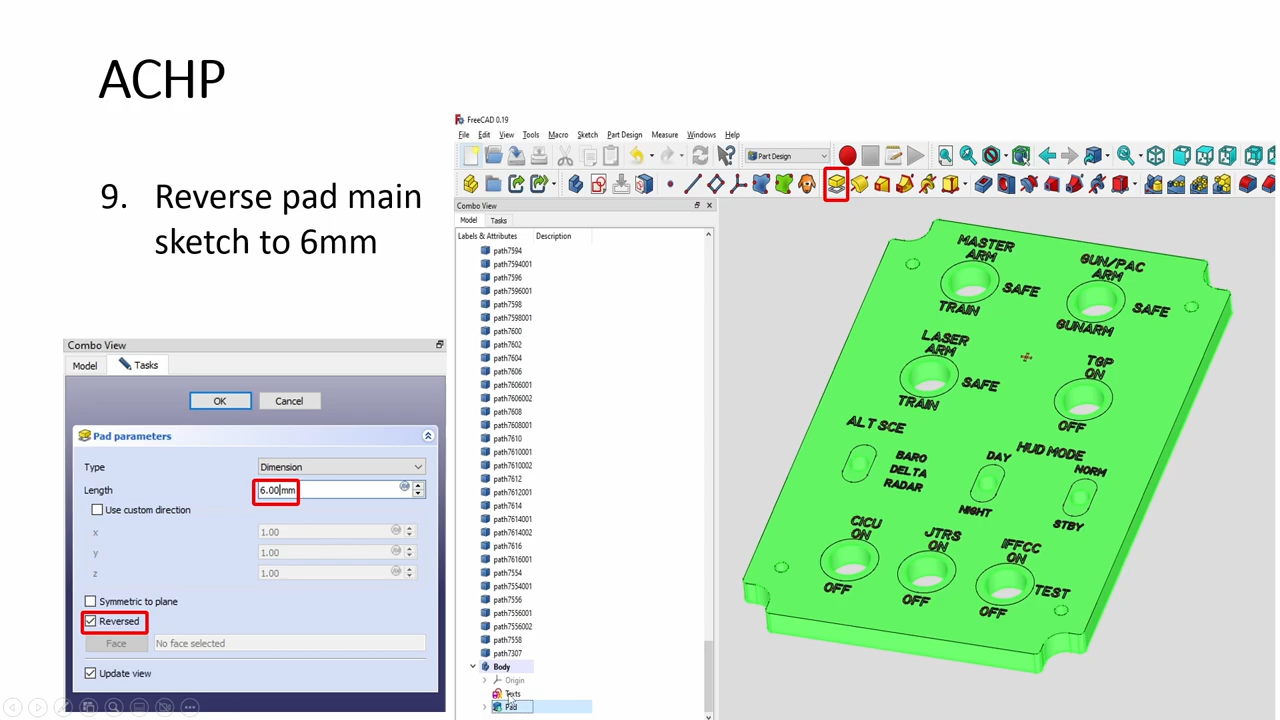 ACHP
9. Reverse pad main
sketch to 6mm
Combo View
Model
Tasks
OK
Cancel
Pad parameters
Type
Dimension
Length
6.00mm
Use custom direction
x
1.00
y
1.00
z
1.00
Symmetric to plane
Reversed
Face
No face selected
Update view
FreeCAD 0.19
File Edit View Tools Macro Sketch Part Design Measure Windows Help
Part Design
Combo View
Model
Tasks
Labels & Attributes
Description
path7594
path7594001
path7596
path7596001
path7598
path7598001
path7600
path7602
path7604
path7606
path7606001
path7606002
path7608
path7608001
path7610
path7610001
path7610002
path7612
path7612001
path7614
path7614001
path7614002
path7616
path7616001
path7554
path7554001
path7556
path7556001
path7556002
path7558
path7307
Body
Origin
Texts
Pad
MASTER
ARM
SAFE
TRAIN
GUN/PAC
ARM
SAFE
GUNARM
LASER
ARM
SAFE
TRAIN
TGP
ON
OFF
ALT SCE
BARO
DELTA
RADAR
HUD MODE
DAY
NIGHT
NORM
STBY
CICU
ON
OFF
JTRS
ON
OFF
IFFCC
ON
TEST
OFF